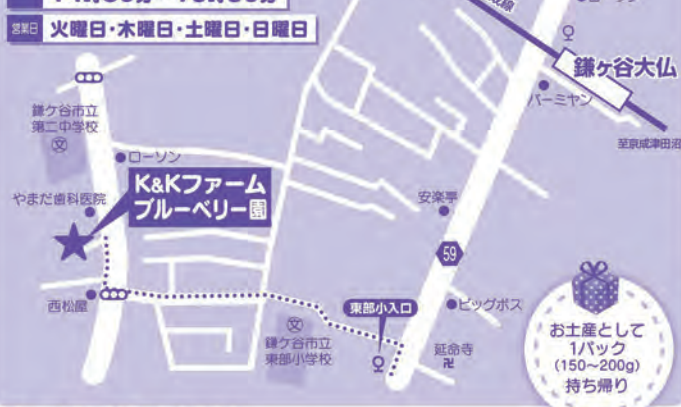 営業日 火曜日・木曜日・土曜日・日曜日
鎌ヶ谷大仏
バーミヤン
至京成津田沼
鎌ケ谷市立
第二中学校
文
ローソン
K&Kファーム
ブルーベリー園
やまだ歯科医院
安楽亭
59
西松屋
東部小入口
ビッグボス
文
鎌ケ谷市立
東部小学校
延命寺
卍
お土産として
1パック
(150~200g)
持ち帰り